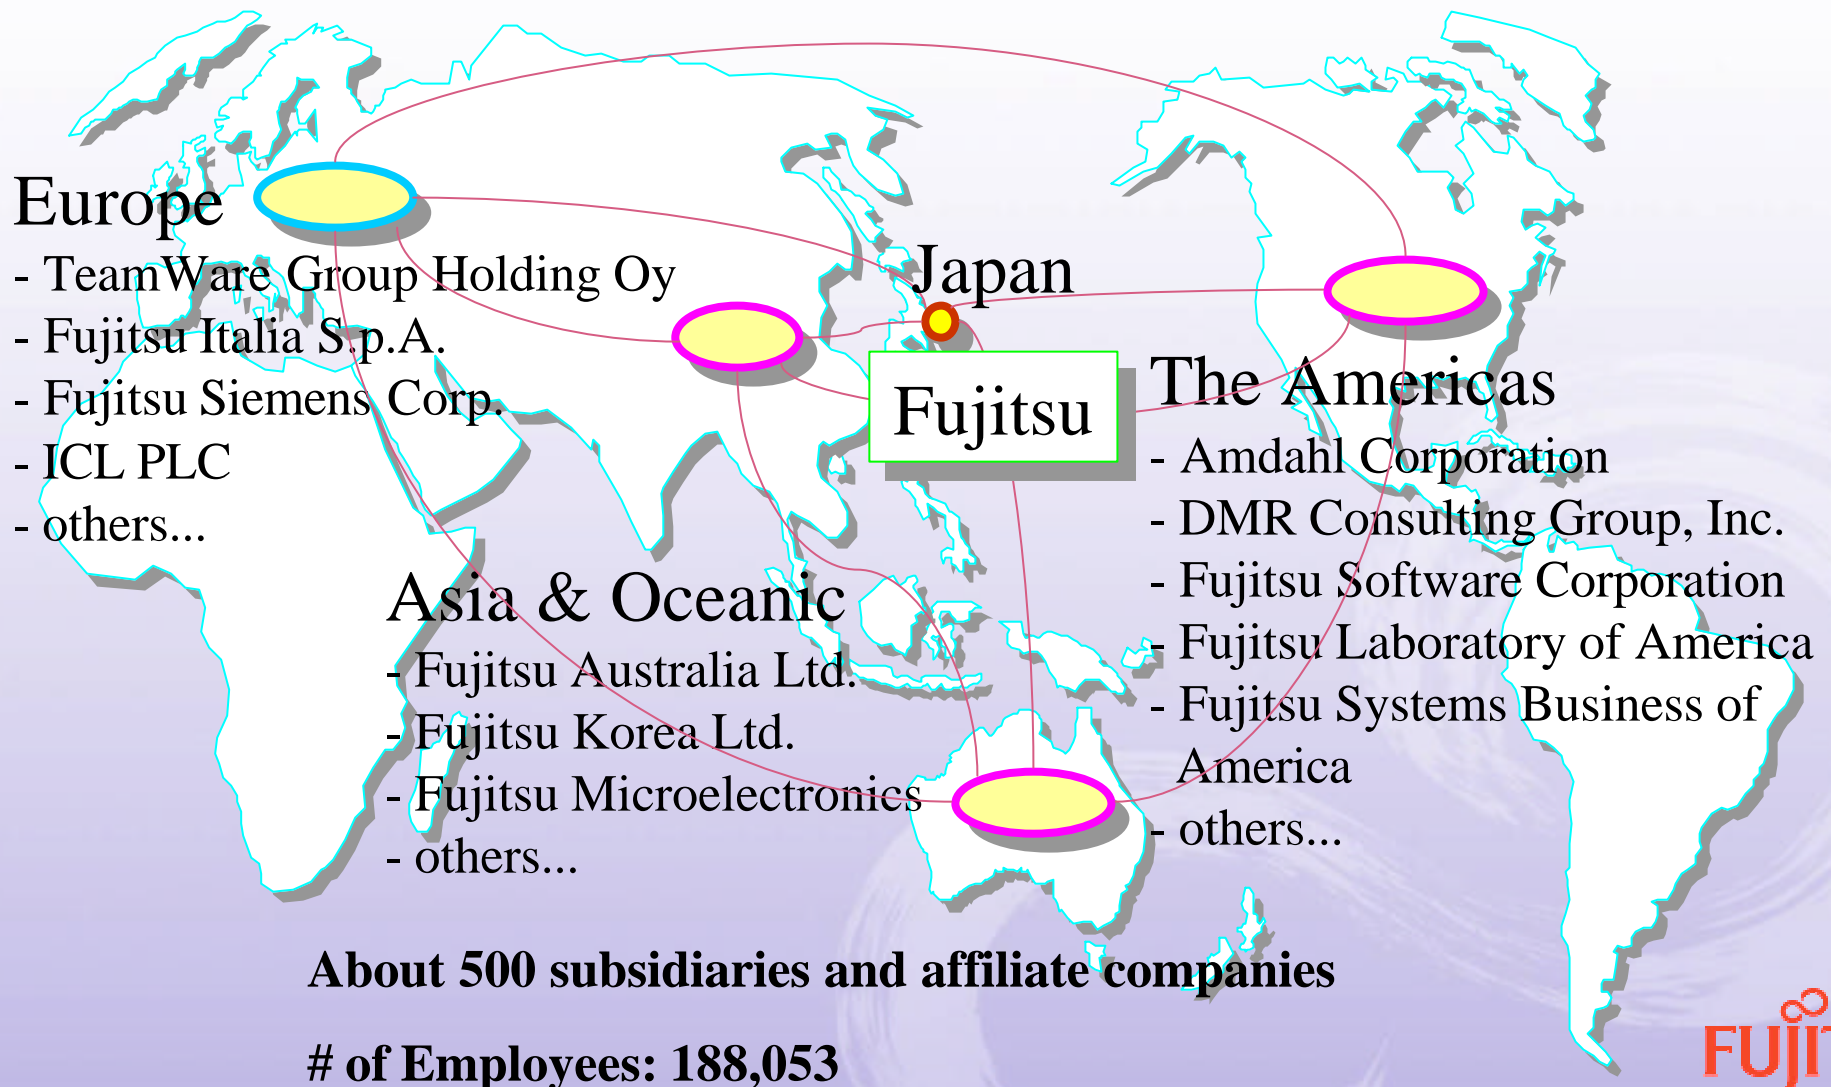 Europe
- TeamWare Group Holding Oy
- Fujitsu Italia S.p.A.
- Fujitsu Siemens Corp.
- ICL PLC
- others...
Japan
Fujitsu
The Americas
- Amdahl Corporation
- DMR Consulting Group, Inc.
- Fujitsu Software Corporation
- Fujitsu Laboratory of America
- Fujitsu Systems Business of
America
- others...
Asia & Oceanic
- Fujitsu Australia Ltd.
- Fujitsu Korea Ltd.
- Fujitsu Microelectronics
- others...
About 500 subsidiaries and affiliate companies
# of Employees: 188,053
FUJIT